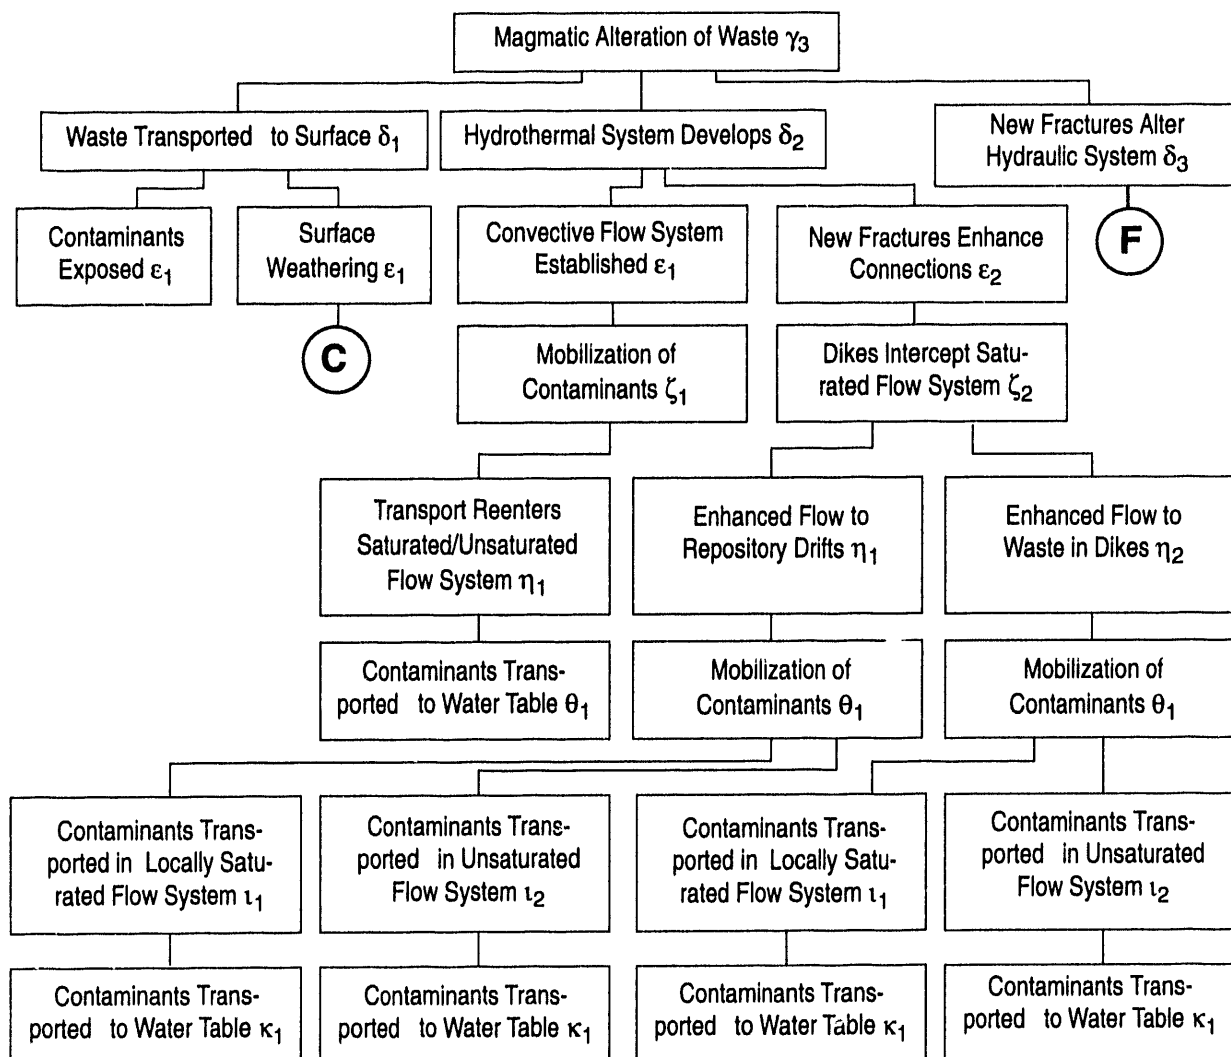 Magmatic Alteration of Waste γ3
Waste Transported to Surface δ1
Hydrothermal System Develops δ2
New Fractures Alter
Hydraulic System δ3
Contaminants
Exposed ε1
Surface
Weathering ε1
Convective Flow System
Established ε1
New Fractures Enhance
Connections ε2
F
C
Mobilization of
Contaminants ζ1
Dikes Intercept Satu-
rated Flow System ζ2
Transport Reenters
Saturated/Unsaturated
Flow System η1
Enhanced Flow to
Repository Drifts η1
Enhanced Flow to
Waste in Dikes η2
Contaminants Trans-
ported to Water Table θ1
Mobilization of
Contaminants θ1
Mobilization of
Contaminants θ1
Contaminants Trans-
ported in Locally Satu-
rated Flow System ι1
Contaminants Trans-
ported in Unsaturated
Flow System ι2
Contaminants Trans-
ported in Locally Satu-
rated Flow System ι1
Contaminants Trans-
ported in Unsaturated
Flow System ι2
Contaminants Trans-
ported to Water Table κ1
Contaminants Trans-
ported to Water Table κ1
Contaminants Trans-
ported to Water Table κ1
Contaminants Trans-
ported to Water Table κ1